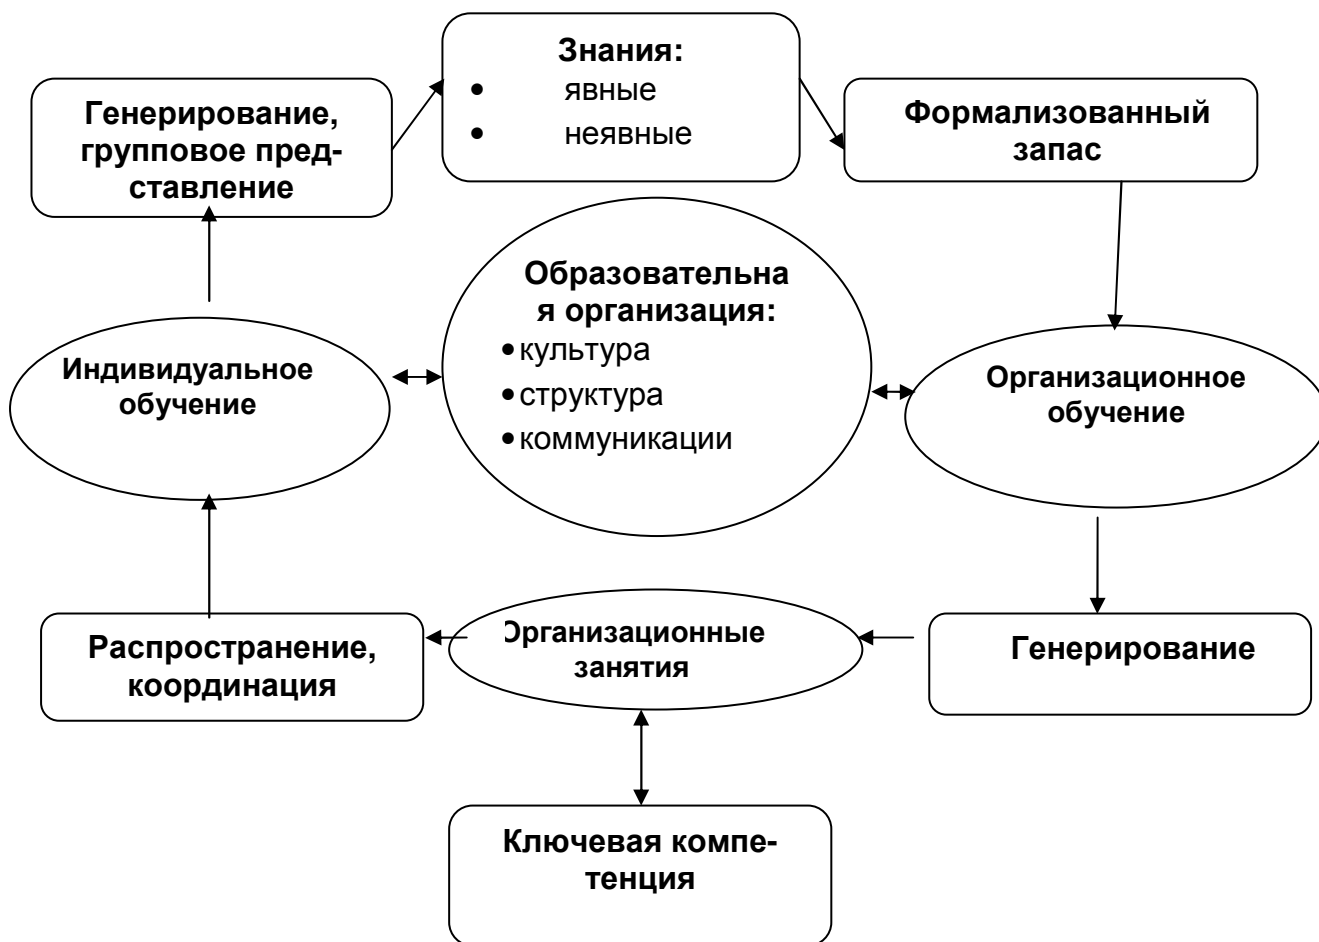 Знания:
• явные
• неявные
Генерирование,
групповое пред-
ставление
Формализованный
запас
Образовательна
я организация:
• культура
• структура
• коммуникации
Индивидуальное
обучение
Организационное
обучение
Распространение,
координация
Организационные
занятия
Генерирование
Ключевая компе-
тенция